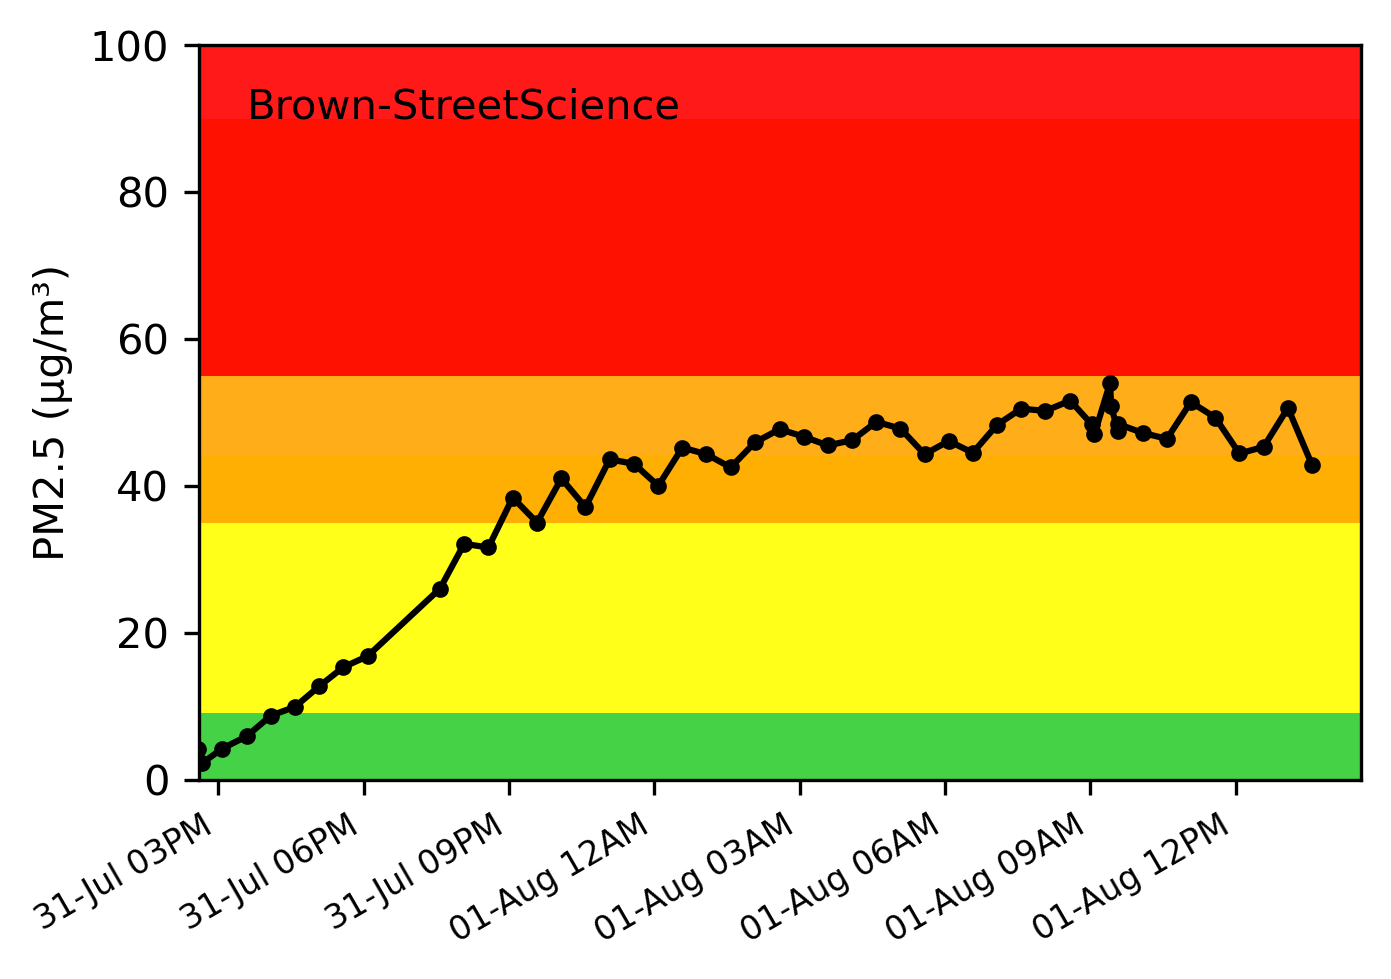 Brown-StreetScience
PM2.5 (µg/m³)
100
80
60
40
20
0
31-Jul 03PM
31-Jul 06PM
31-Jul 09PM
01-Aug 12AM
01-Aug 03AM
01-Aug 06AM
01-Aug 09AM
01-Aug 12PM